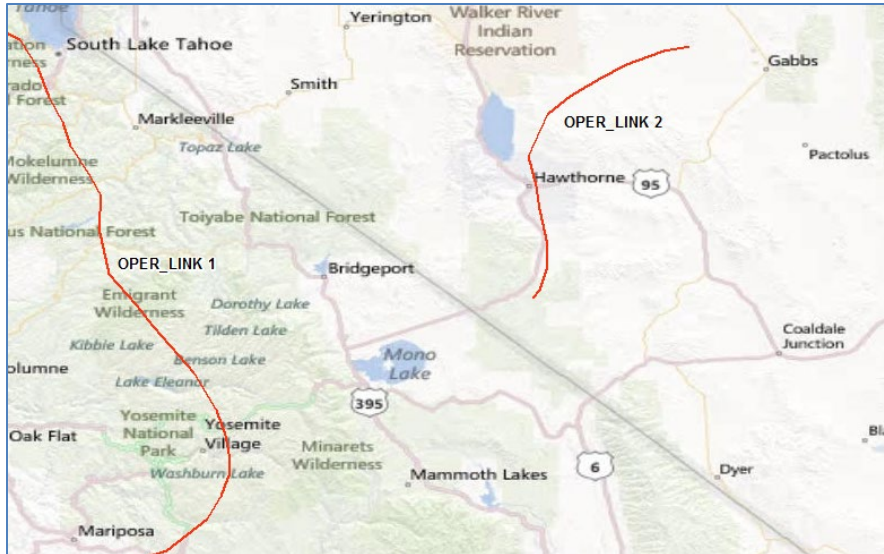 Tahoe
Yerington
Walker River
Indian
Reservation
South Lake Tahoe
Gabbs
Smith
Markleeville
OPER_LINK 2
Topaz Lake
Pactolus
Mokelumne
Wilderness
Hawthorne
95
Toiyabe National Forest
us National Forest
OPER_LINK 1
Bridgeport
Emigrant
Wilderness
Dorothy Lake
Tilden Lake
Kibbie Lake
Benson Lake
Mono
Lake
Coaldale
Junction
olumne
Lake Eleanor
395
Yosemite
National
Park
Yosemite
Village
Oak Flat
Minarets
Wilderness
Bla
Washburn Lake
Mammoth Lakes
6
Dyer
Mariposa